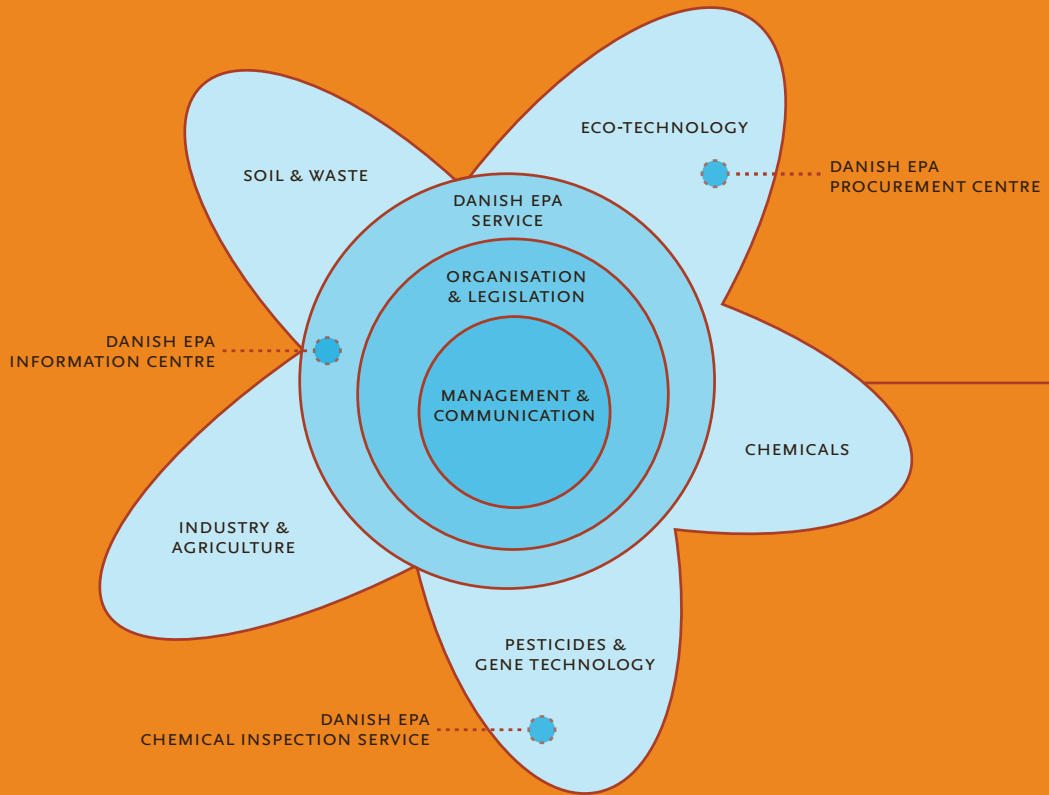 ECO-TECHNOLOGY
DANISH EPA
PROCUREMENT CENTRE
SOIL & WASTE
DANISH EPA
SERVICE
ORGANISATION
& LEGISLATION
DANISH EPA
INFORMATION CENTRE
MANAGEMENT &
COMMUNICATION
CHEMICALS
INDUSTRY &
AGRICULTURE
PESTICIDES &
GENE TECHNOLOGY
DANISH EPA
CHEMICAL INSPECTION SERVICE